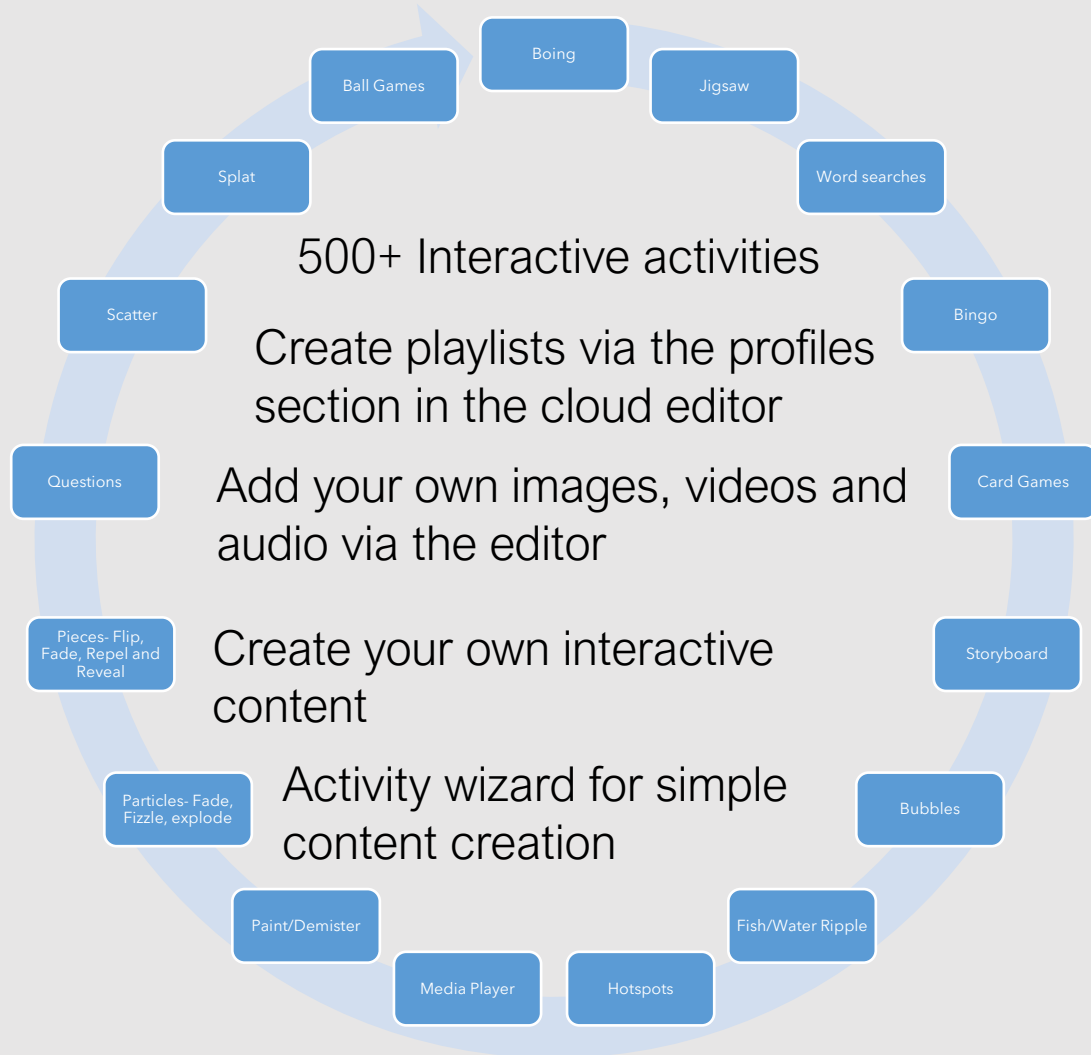 Boing
Jigsaw
Word searches
Bingo
Card Games
Storyboard
Bubbles
Fish/Water Ripple
Hotspots
Media Player
Paint/Demister
Particles- Fade,
Fizzle, explode
Pieces- Flip,
Fade, Repel and
Reveal
Questions
Scatter
Splat
Ball Games
500+ Interactive activities
Create playlists via the profiles
section in the cloud editor
Add your own images, videos and
audio via the editor
Create your own interactive
content
Activity wizard for simple
content creation